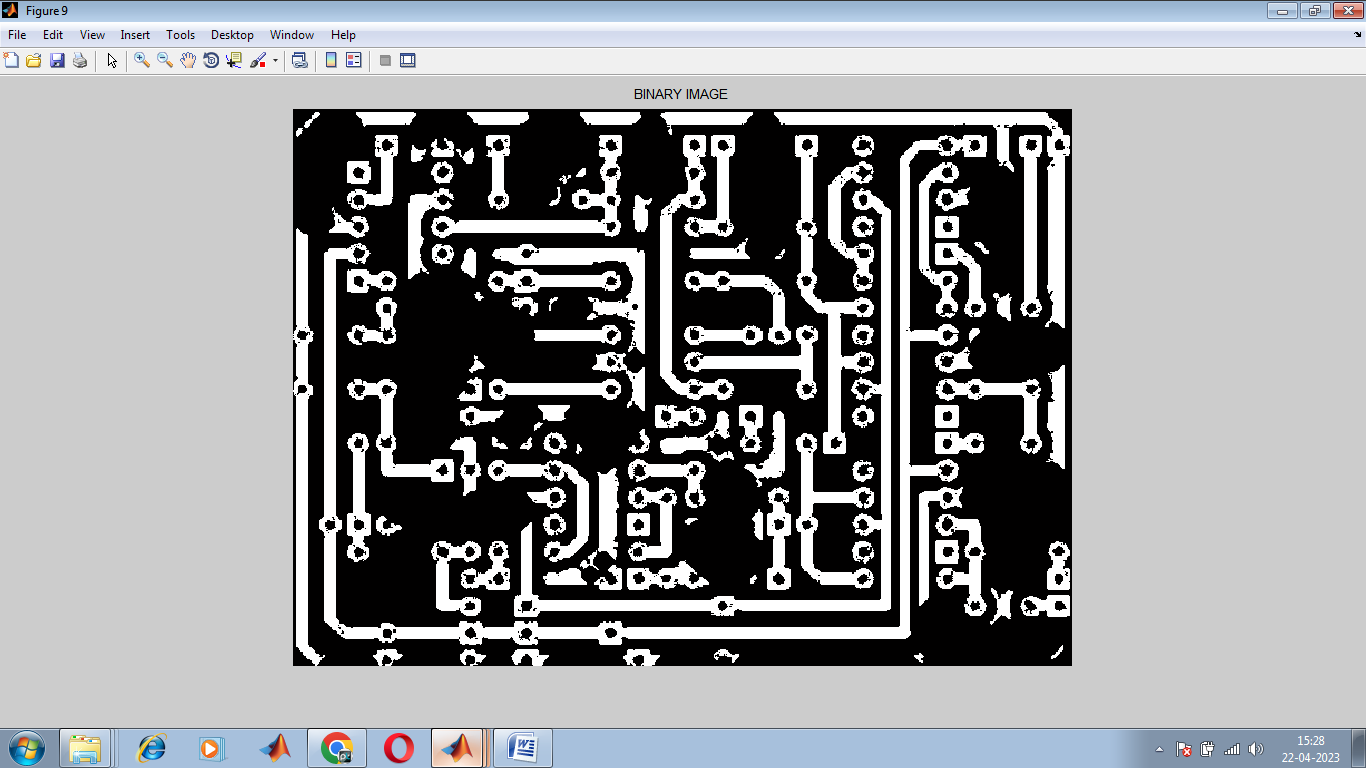 Figure 9
File Edit View Insert Tools Desktop Window Help
BINARY IMAGE
15:28
22-04-2023